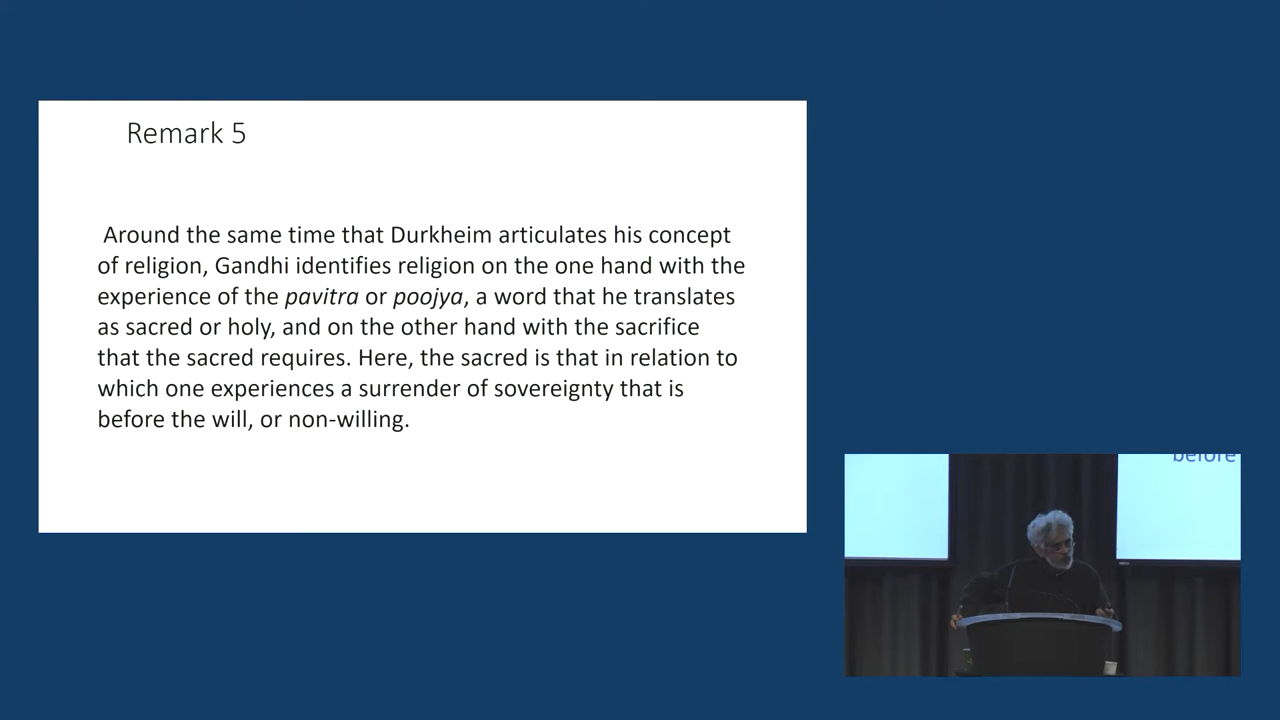 Remark 5
Around the same time that Durkheim articulates his concept
of religion, Gandhi identifies religion on the one hand with the
experience of the pavitra or poojya, a word that he translates
as sacred or holy, and on the other hand with the sacrifice
that the sacred requires. Here, the sacred is that in relation to
which one experiences a surrender of sovereignty that is
before the will, or non-willing.
before